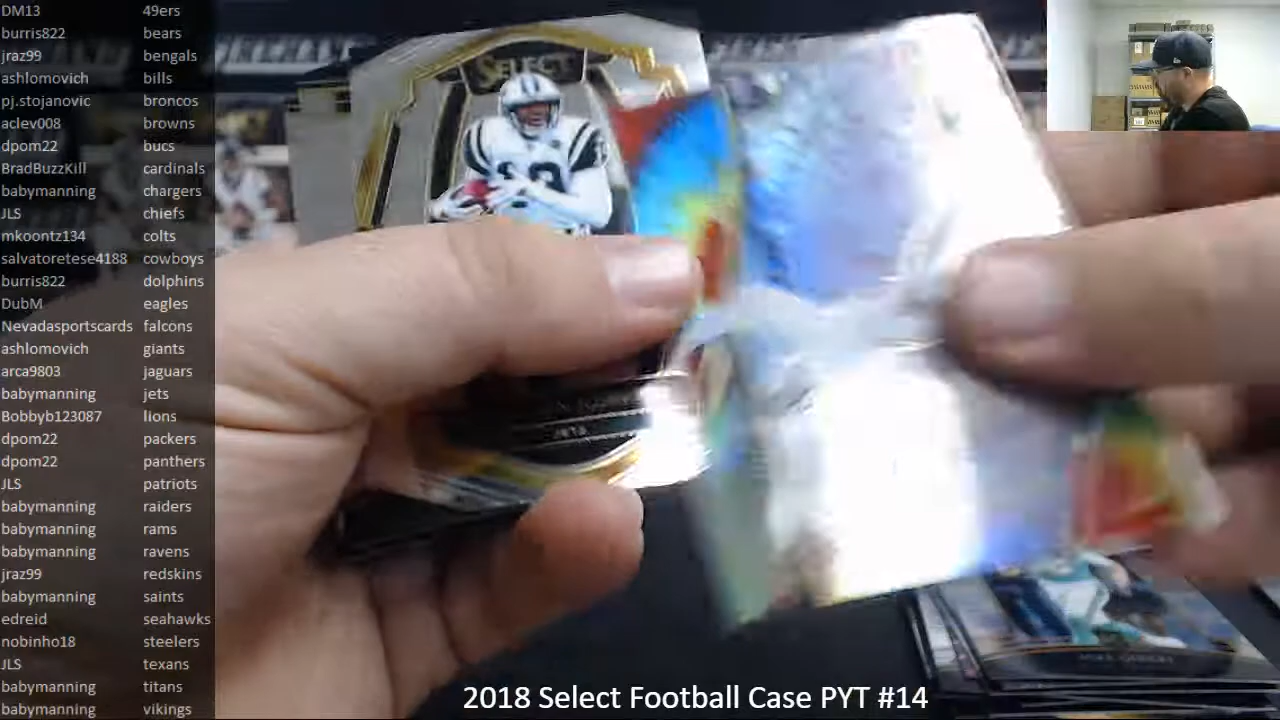 DM13 49ers
burris822 bears
jraz99 bengals
ashlomovich bills
pj.stojanovic broncos
aclev008 browns
dpom22 bucs
BradBuzzKill cardinals
babymanning chargers
JLS chiefs
mkoontz134 colts
salvatoretese4188 cowboys
burris822 dolphins
DubM eagles
Nevadasportscards falcons
ashlomovich giants
arca9803 jaguars
babymanning jets
Bobbyb123087 lions
dpom22 packers
dpom22 panthers
JLS patriots
babymanning raiders
babymanning rams
babymanning ravens
jraz99 redskins
babymanning saints
edreid seahawks
nobinho18 steelers
JLS texans
babymanning titans
babymanning vikings
SELECT
JETS
2018 Select Football Case PYT #14